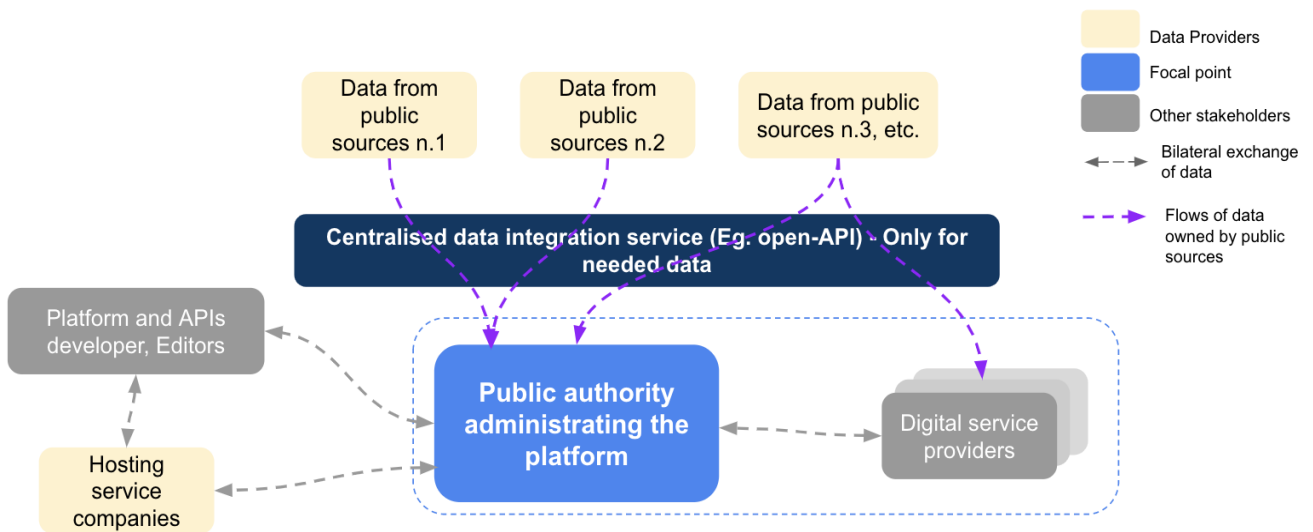 Data Providers
Focal point
Other stakeholders
Bilateral exchange
of data
Flows of data
owned by public
sources
Data from
public
sources n.1
Data from
public
sources n.2
Data from public
sources n.3, etc.
Centralised data integration service (Eg. open-API) - Only for
needed data
Platform and APIs
developer, Editors
Public authority
administrating the
platform
Digital service
providers
Hosting
service
companies